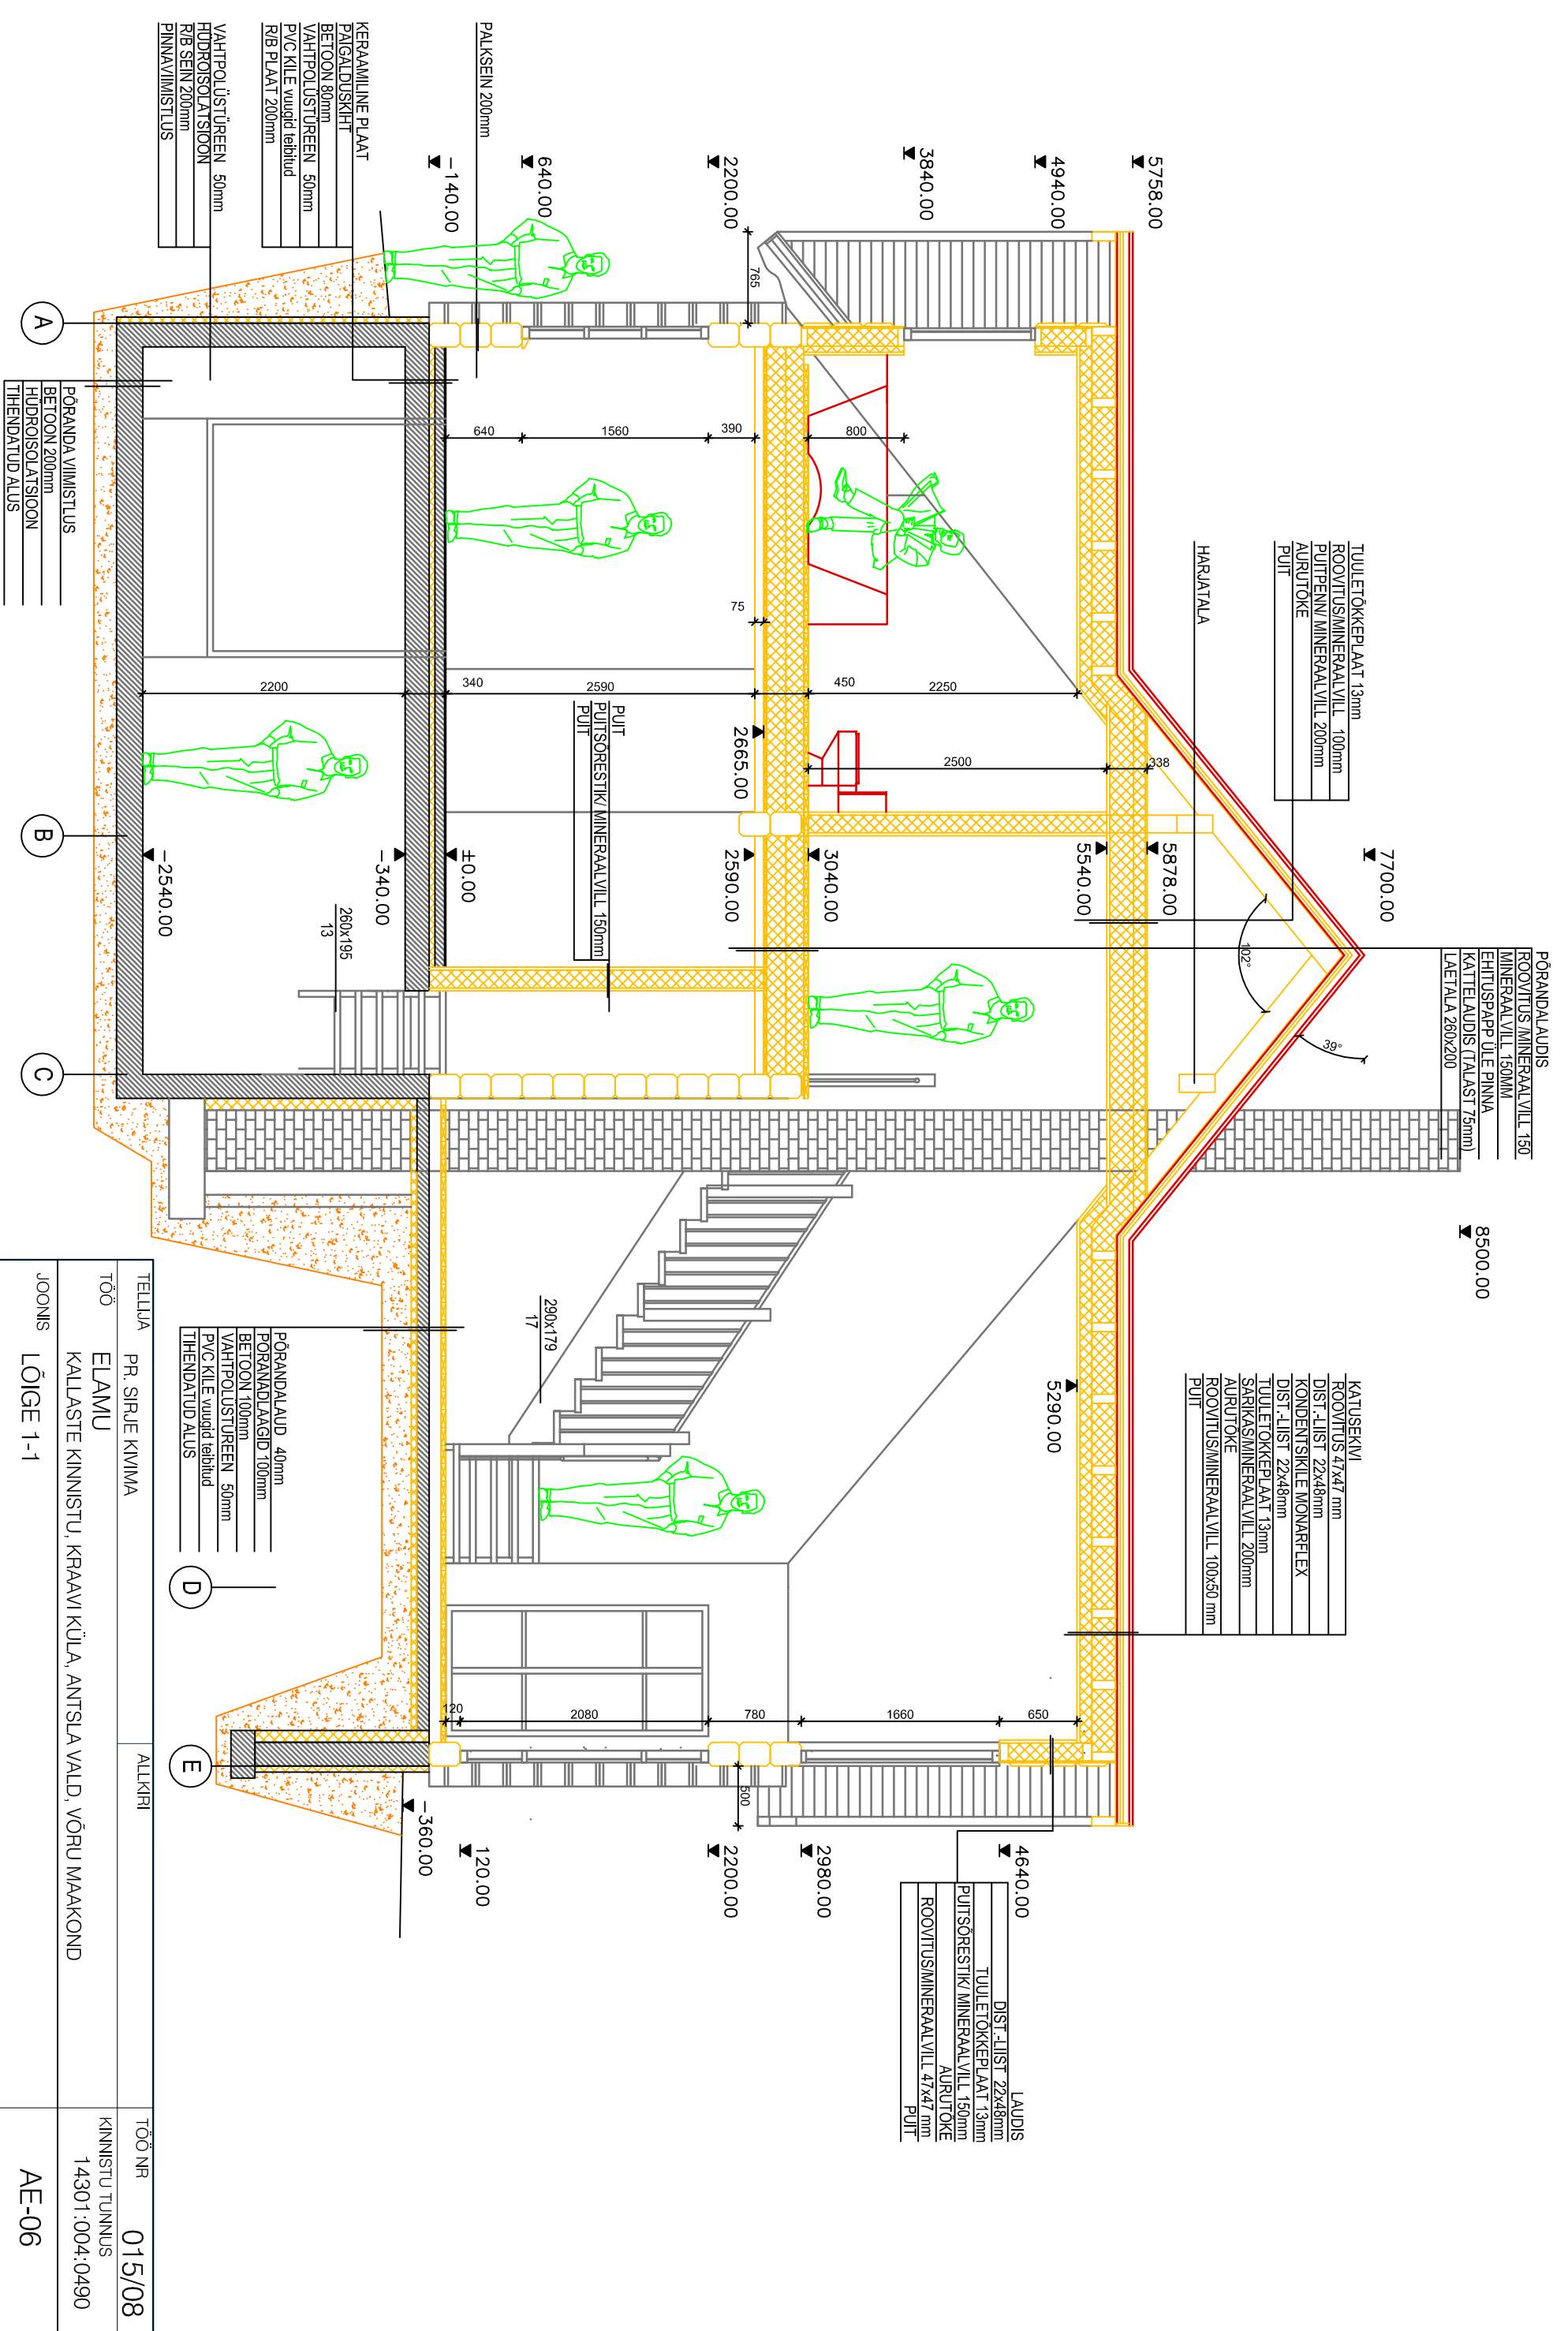 5758.00
4940.00
3840.00
2200.00
640.00
-140.00
PALKSEIN 200mm
KERAAMILINE PLAAT
PAIGALDUSKIHT
BETOON 80mm
VAHTPOLÜSTÜREEN 50mm
PVC KILE vuugid teibitud
R/B PLAAT 200mm
VAHTPOLÜSTÜREEN 50mm
HÜDROISOLATSIOON
R/B SEIN 200mm
PINNAVIIMISTLUS
PÕRANDA VIIMISTLUS
BETOON 200mm
HÜDROISOLATSIOON
TIHENDATUD ALUS
TUULETÕKKEPLAAT 13mm
ROOVITUS/MINERAALVILL 100mm
PUITPENN/ MINERAALVILL 200mm
AURUTÕKE
PUIT
HARJATALA
7700.00
PÕRANDALAUDIS
ROOVITUS /MINERAALVILL 150
MINERAALVILL 150MM
EHITUSPAPP ÜLE PINNA
KATTELAUDIS (TALAST 75mm)
LAETALA 260x200
8500.00
KATUSEKIVI
ROOVITUS 47x47 mm
DIST.-LIIST 22x48mm
KONDENTSIKILE MONARFLEX
DIST.-LIIST 22x48mm
TUULETÕKKEPLAAT 13mm
SARIKAS/MINERAALVILL 200mm
AURUTÕKE
ROOVITUS/MINERAALVILL 100x50 mm
PUIT
102°
39°
5878.00
5540.00
5290.00
338
2500
2250
450
800
765
3040.00
2665.00
2590.00
75
390
1560
640
2590
340
2200
PUIT
PUITSÕRESTIK/ MINERAALVILL 150mm
PUIT
±0.00
-340.00
-2540.00
260x195
13
290x179
17
650
1660
780
2080
120
500
LAUDIS
DIST.-LIIST 22x48mm
TUULETÕKKEPLAAT 13mm
PUITSÕRESTIK/ MINERAALVILL 150mm
AURUTÕKE
ROOVITUS/MINERAALVILL 47x47 mm
PUIT
4640.00
2980.00
2200.00
120.00
-360.00
PÕRANDALAUD 40mm
PÕRANADLAAGID 100mm
BETOON 100mm
VAHTPOLÜSTÜREEN 50mm
PVC KILE vuugid teibitud
TIHENDATUD ALUS
A
B
C
D
E
TELLIJA PR. SIRJE KIVIMA
ALLKIRI
TÖÖ NR 015/08
TÖÖ ELAMU
KALLASTE KINNISTU, KRAAVI KÜLA, ANTSLA VALD, VÕRU MAAKOND
KINNISTU TUNNUS
14301:004:0490
JOONIS LÕIGE 1-1
AE-06